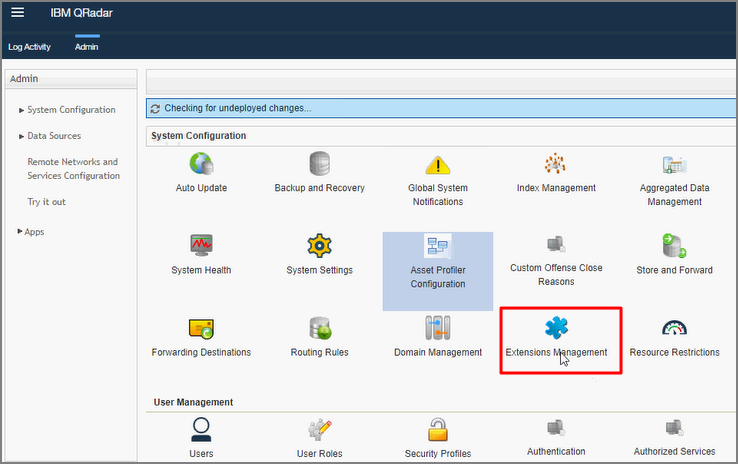 IBM QRadar
Log Activity Admin
Admin
System Configuration
Data Sources
Remote Networks and
Services Configuration
Try it out
Apps
Checking for undeployed changes...
System Configuration
Auto Update
Backup and Recovery
Global System
Notifications
Index Management
Aggregated Data
Management
System Health
System Settings
Asset Profiler
Configuration
Custom Offense Close
Reasons
Store and Forward
Forwarding Destinations
Routing Rules
Domain Management
Extensions Management
Resource Restrictions
User Management
Users
User Roles
Security Profiles
Authentication
Authorized Services